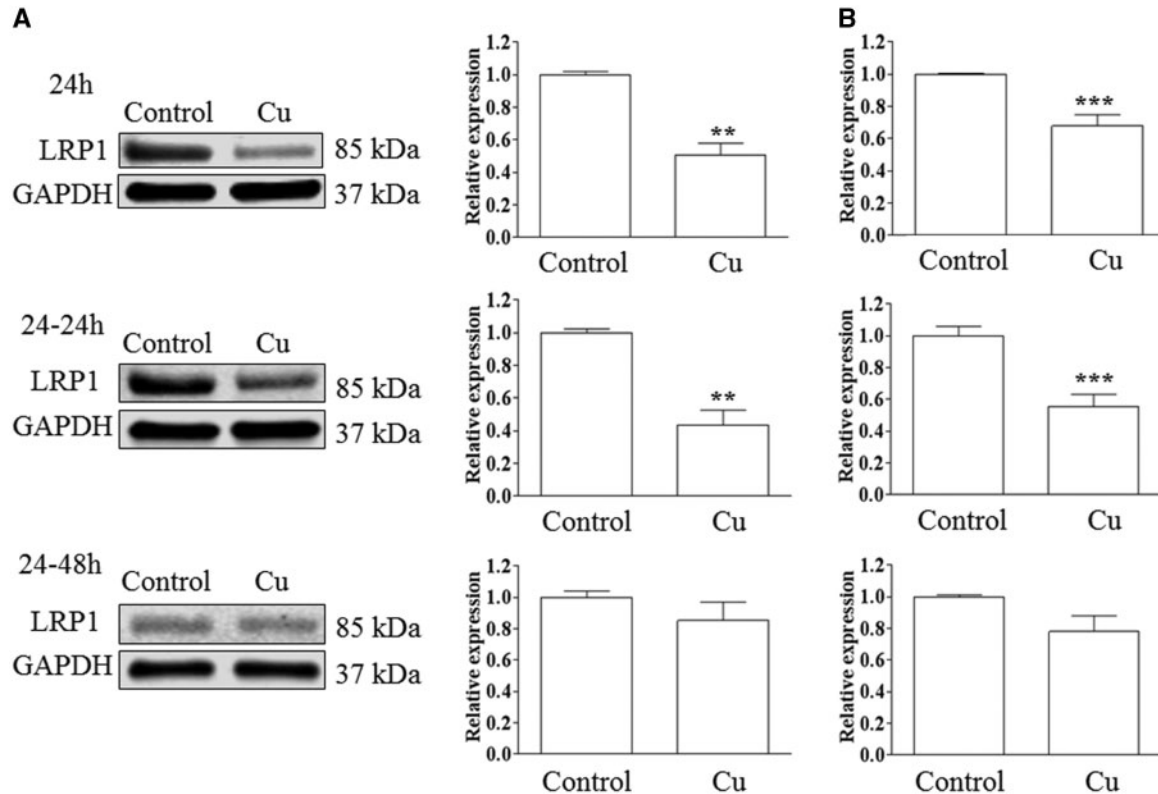 A
B
24h
Control Cu
LRP1 85 kDa
GAPDH 37 kDa
Relative expression
1.2
1.0
0.8
0.6
0.4
0.2
0.0
**
Control Cu
Relative expression
1.2
1.0
0.8
0.6
0.4
0.2
0.0
***
Control Cu
24-24h
Control Cu
LRP1 85 kDa
GAPDH 37 kDa
Relative expression
1.2
1.0
0.8
0.6
0.4
0.2
0.0
**
Control Cu
Relative expression
1.2
1.0
0.8
0.6
0.4
0.2
0.0
***
Control Cu
24-48h
Control Cu
LRP1 85 kDa
GAPDH 37 kDa
Relative expression
1.2
1.0
0.8
0.6
0.4
0.2
0.0
Control Cu
Relative expression
1.2
1.0
0.8
0.6
0.4
0.2
0.0
Control Cu